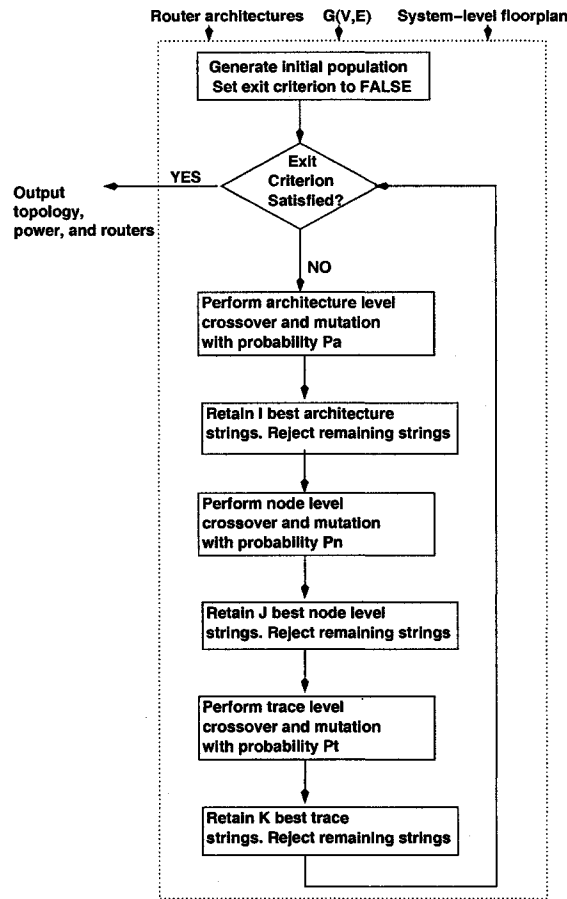 Router architectures G(V,E) System-level floorplan
Generate initial population
Set exit criterion to FALSE
Exit
Criterion
Satisfied?
YES
Output
topology,
power, and routers
NO
Perform architecture level
crossover and mutation
with probability Pa
Retain I best architecture
strings. Reject remaining strings
Perform node level
crossover and mutation
with probability Pn
Retain J best node level
strings. Reject remaining strings
Perform trace level
crossover and mutation
with probability Pt
Retain K best trace
strings. Reject remaining strings